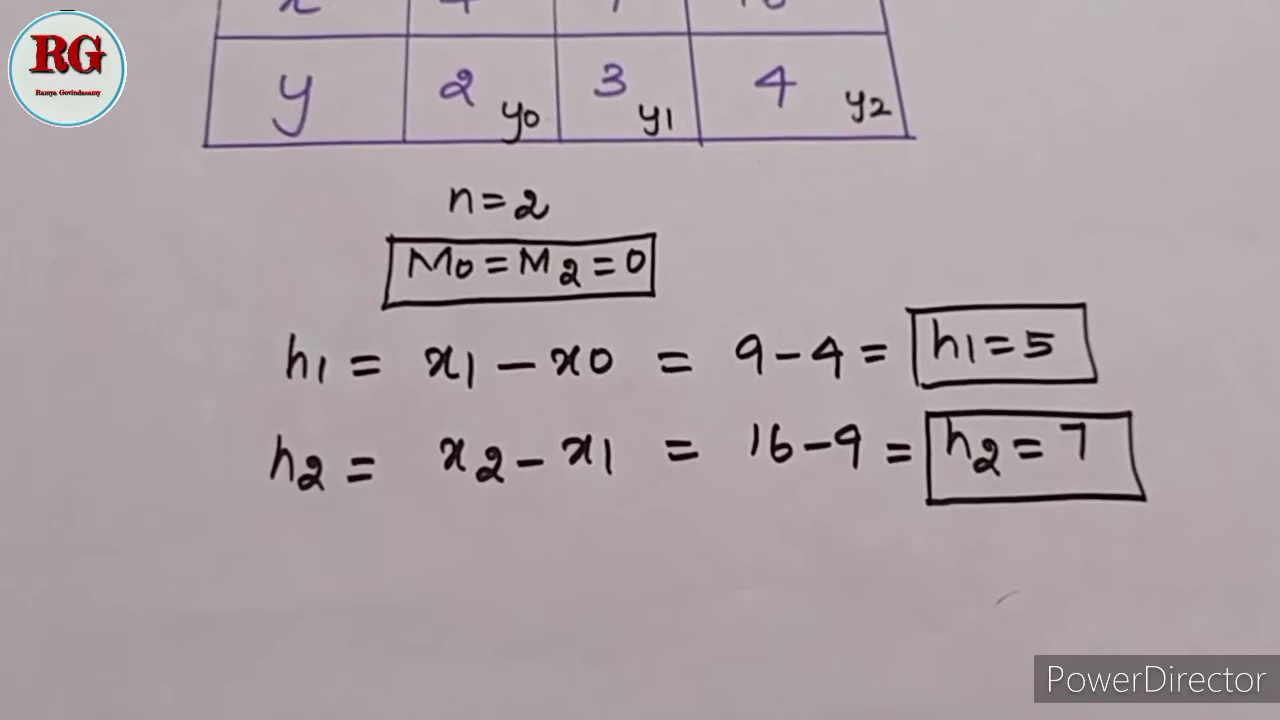 RG
Ramya Govindasamy
y 2 y0 3 y1 4 y2
n=2
M0=M2=0
h1 = x1 - x0 = 9-4 = h1=5
h2 = x2 - x1 = 16-9 = h2=7
PowerDirector